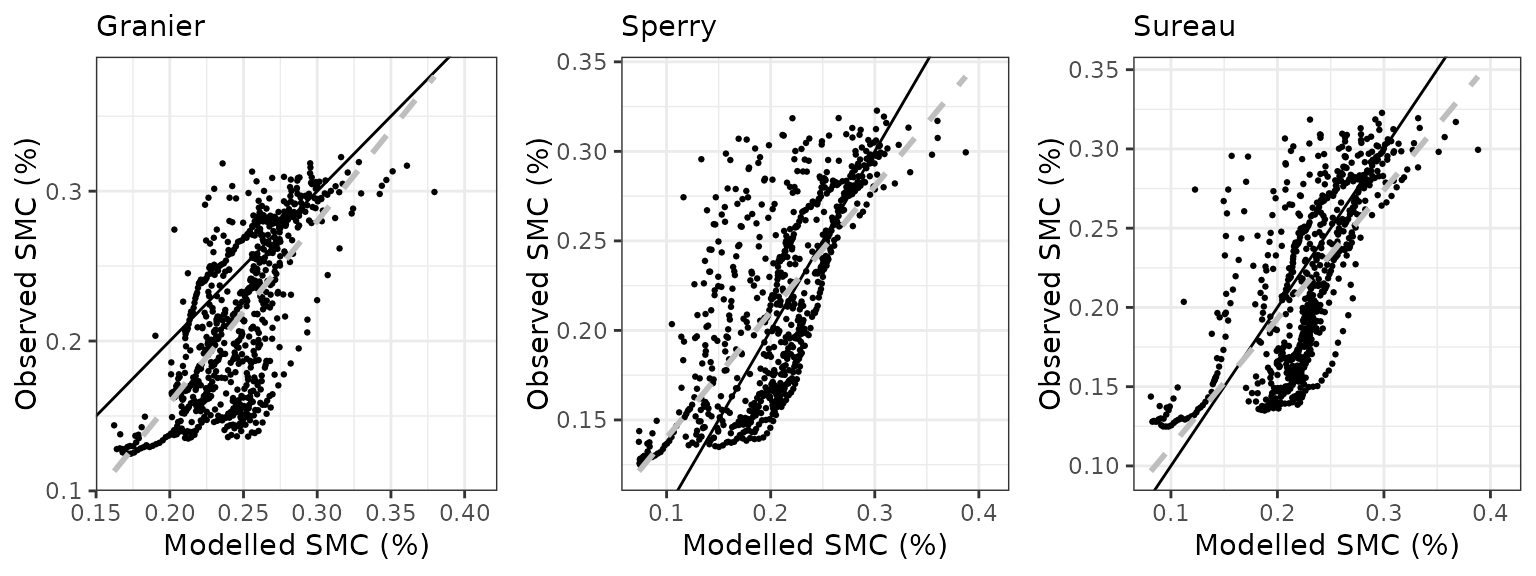 Granier
Observed SMC (%)
0.3
0.2
0.1
0.15 0.20 0.25 0.30 0.35 0.40
Modelled SMC (%)
Sperry
Observed SMC (%)
0.35
0.30
0.25
0.20
0.15
0.1 0.2 0.3 0.4
Modelled SMC (%)
Sureau
Observed SMC (%)
0.35
0.30
0.25
0.20
0.15
0.10
0.1 0.2 0.3 0.4
Modelled SMC (%)